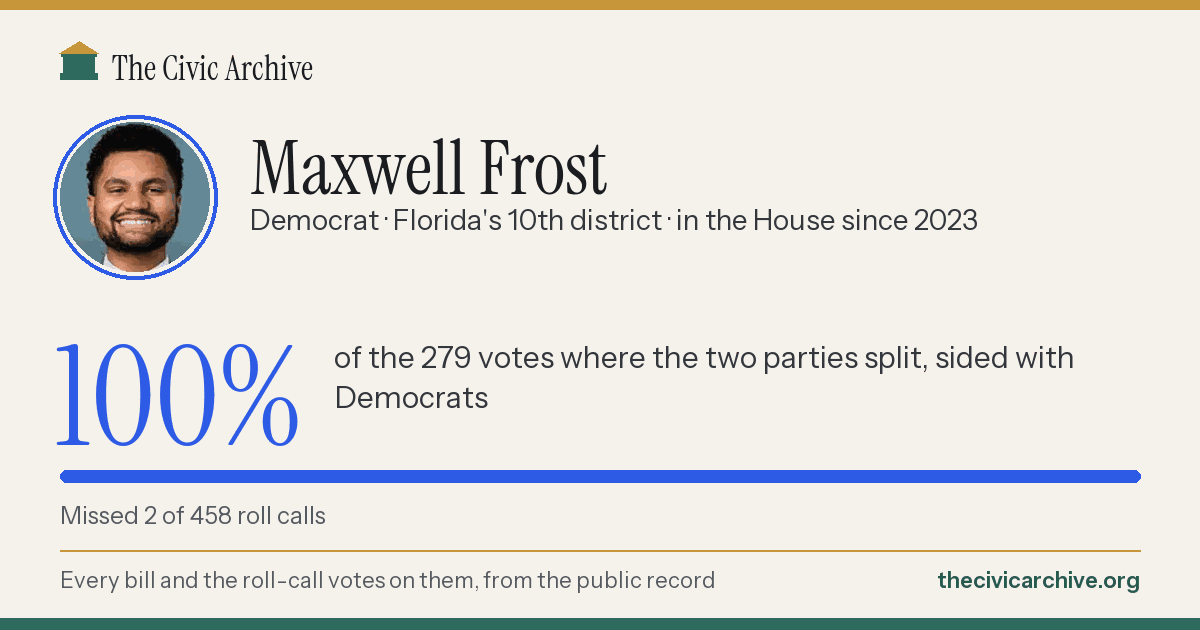 The Civic Archive
Maxwell Frost
Democrat · Florida's 10th district · in the House since 2023
100%
of the 279 votes where the two parties split, sided with
Democrats
Missed 2 of 458 roll calls
Every bill and the roll-call votes on them, from the public record
thecivicarchive.org